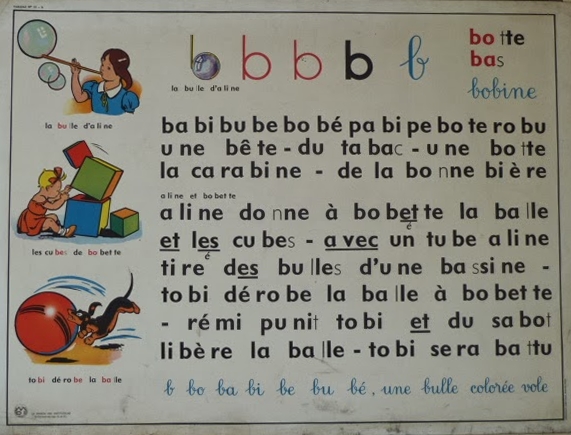 b b b b b
la bu lle d'a li ne
bo tte
bas
bobine
la bu lle d'a li ne
les cu bes de bo bet te
to bi dé ro be la ba lle
ba bi bu be bo bé pa bi pe bo te ro bu
u ne bê te - du ta bac - u ne bo tte
la ca ra bi ne - de la bo nne bi è re
a li ne et bo bet te
a li ne do nne à bo bet te la ba lle
é
et les cu bes - a vec un tu be a li ne
é
ti re des bu lles d'u ne ba ssi ne -
to bi dé ro be la ba lle à bo bet te
- ré mi pu nit to bi et du sa bot
li bè re la ba lle - to bi se ra ba ttu
b bo ba bi be bu bé, une bulle colorée vole